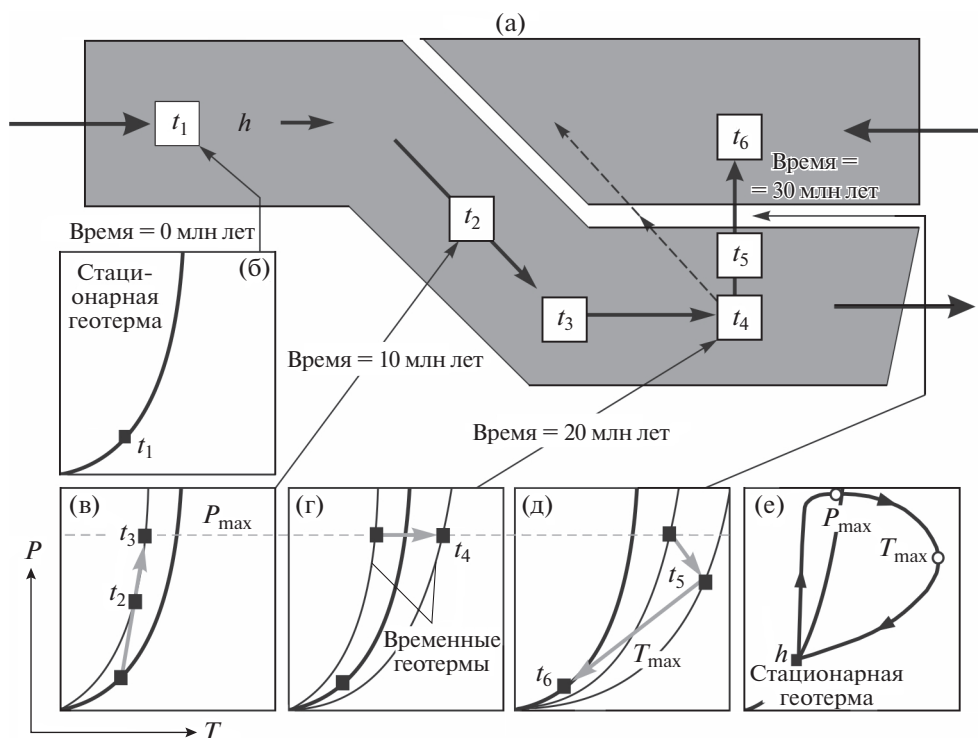 (а)
t1
h
t6
Время =
= 30 млн лет
t2
Время = 0 млн лет
t5
(б)
Стаци-
онарная
геотерма
t3
t4
Время = 10 млн лет
t1
Время = 20 млн лет
(в)
Pmax
t3
t2
(г)
t4
Временные
геотермы
(д)
t5
Tmax
t6
(е)
Pmax
Tmax
h
Стационарная
геотерма
P
T